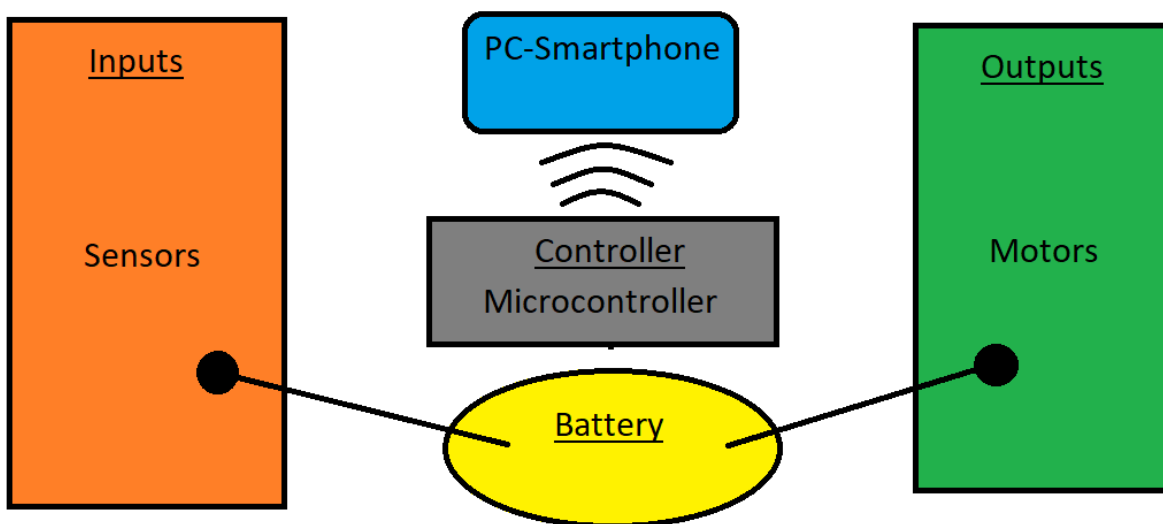 Inputs
Sensors
PC-Smartphone
Controller
Microcontroller
Battery
Outputs
Motors